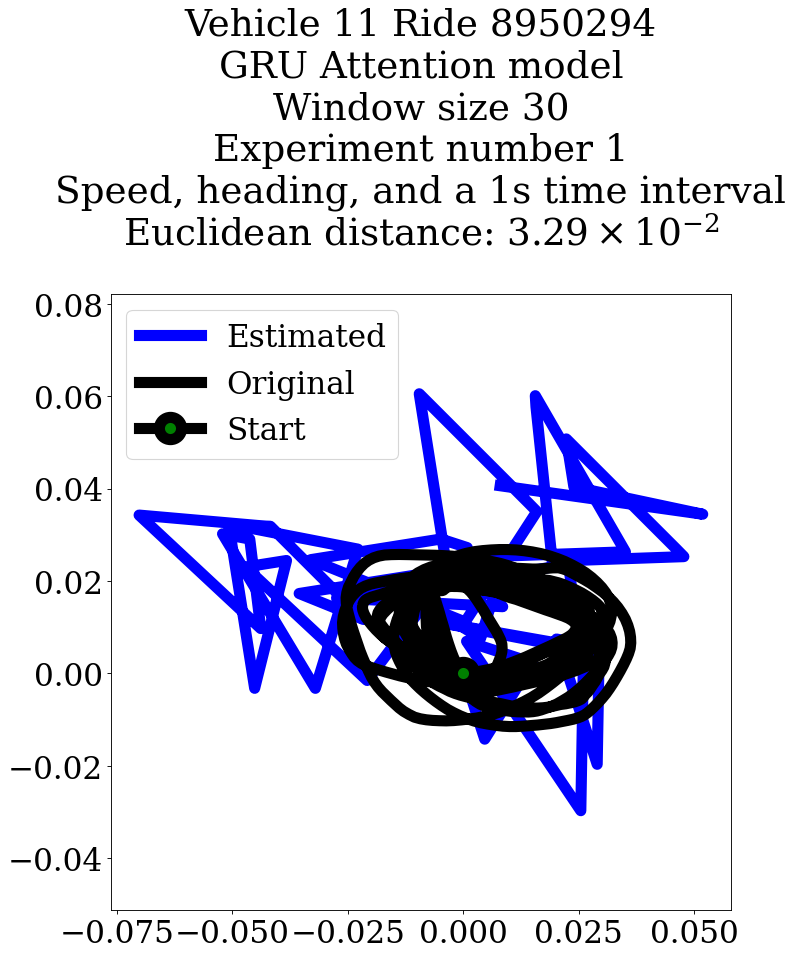 Vehicle 11 Ride 8950294
GRU Attention model
Window size 30
Experiment number 1
Speed, heading, and a 1s time interval
Euclidean distance: 3.29 × 10⁻²
0.08
Estimated
0.06
Original
Start
0.04
0.02
0.00
−0.02
−0.04
−0.075 −0.050 −0.025 0.000 0.025 0.050